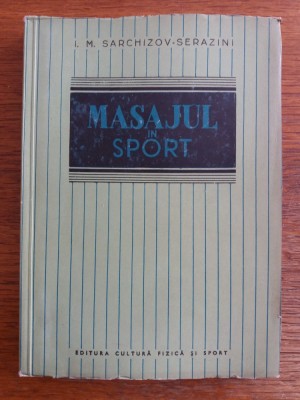 I. M. SARCHIZOV-SERAZINI
MASAJUL
IN
SPORT
EDITURA CULTURĂ FIZICĂ ȘI SPORT